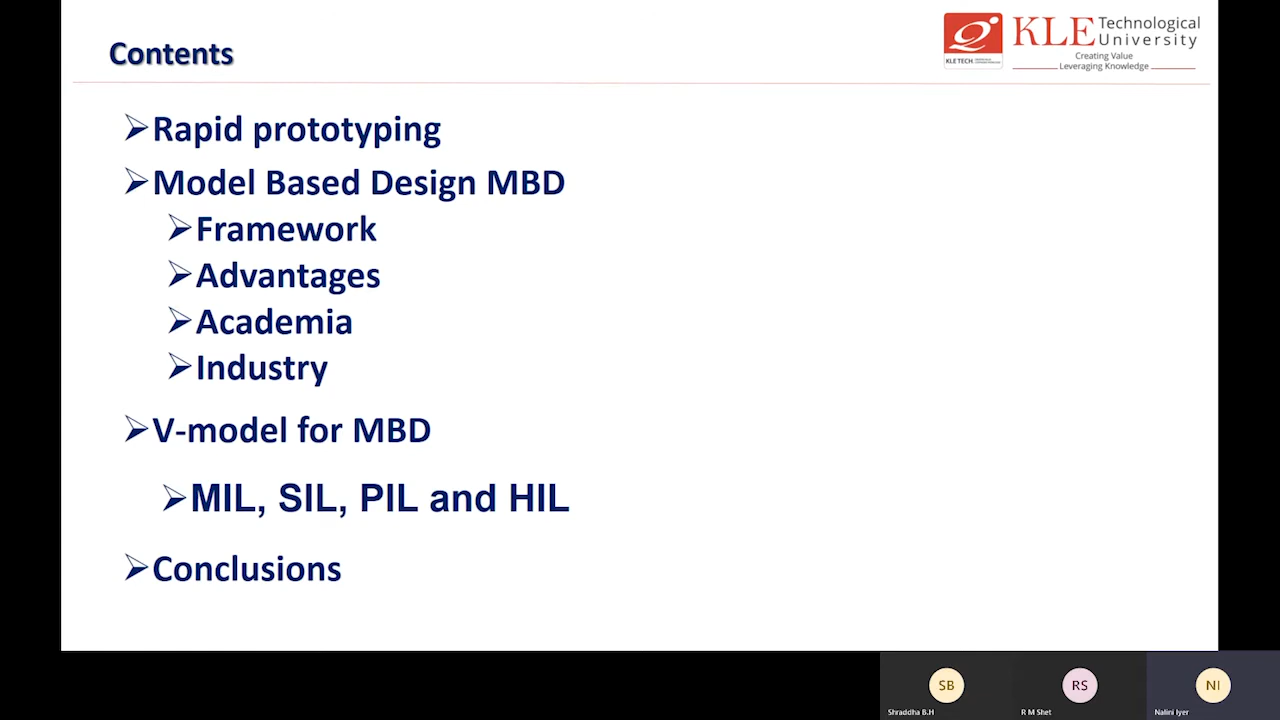 Contents
KLE Technological University
Creating Value
Leveraging Knowledge
KLE TECH.
➢Rapid prototyping
➢Model Based Design MBD
➢Framework
➢Advantages
➢Academia
➢Industry
➢V-model for MBD
➢MIL, SIL, PIL and HIL
➢Conclusions
SB
RS
NI
Shraddha B.H
R M Shet
Nalini Iyer